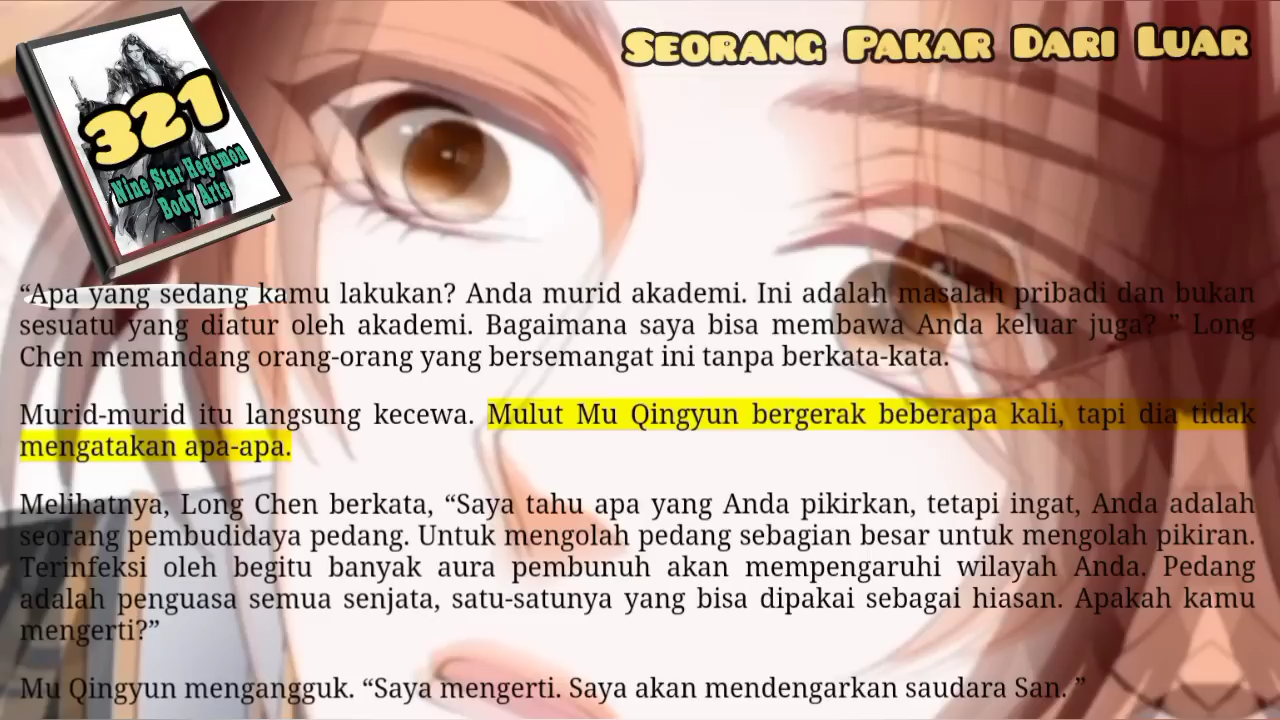 SEORANG PAKAR DARI LUAR
321
Nine Star Hegemon
Body Arts
“Apa yang sedang kamu lakukan? Anda murid akademi. Ini adalah masalah pribadi dan bukan
sesuatu yang diatur oleh akademi. Bagaimana saya bisa membawa Anda keluar juga? ” Long
Chen memandang orang-orang yang bersemangat ini tanpa berkata-kata.
Murid-murid itu langsung kecewa. Mulut Mu Qingyun bergerak beberapa kali, tapi dia tidak
mengatakan apa-apa.
Melihatnya, Long Chen berkata, “Saya tahu apa yang Anda pikirkan, tetapi ingat, Anda adalah
seorang pembudidaya pedang. Untuk mengolah pedang sebagian besar untuk mengolah pikiran.
Terinfeksi oleh begitu banyak aura pembunuh akan mempengaruhi wilayah Anda. Pedang
adalah penguasa semua senjata, satu-satunya yang bisa dipakai sebagai hiasan. Apakah kamu
mengerti?”
Mu Qingyun mengangguk. “Saya mengerti. Saya akan mendengarkan saudara San. ”